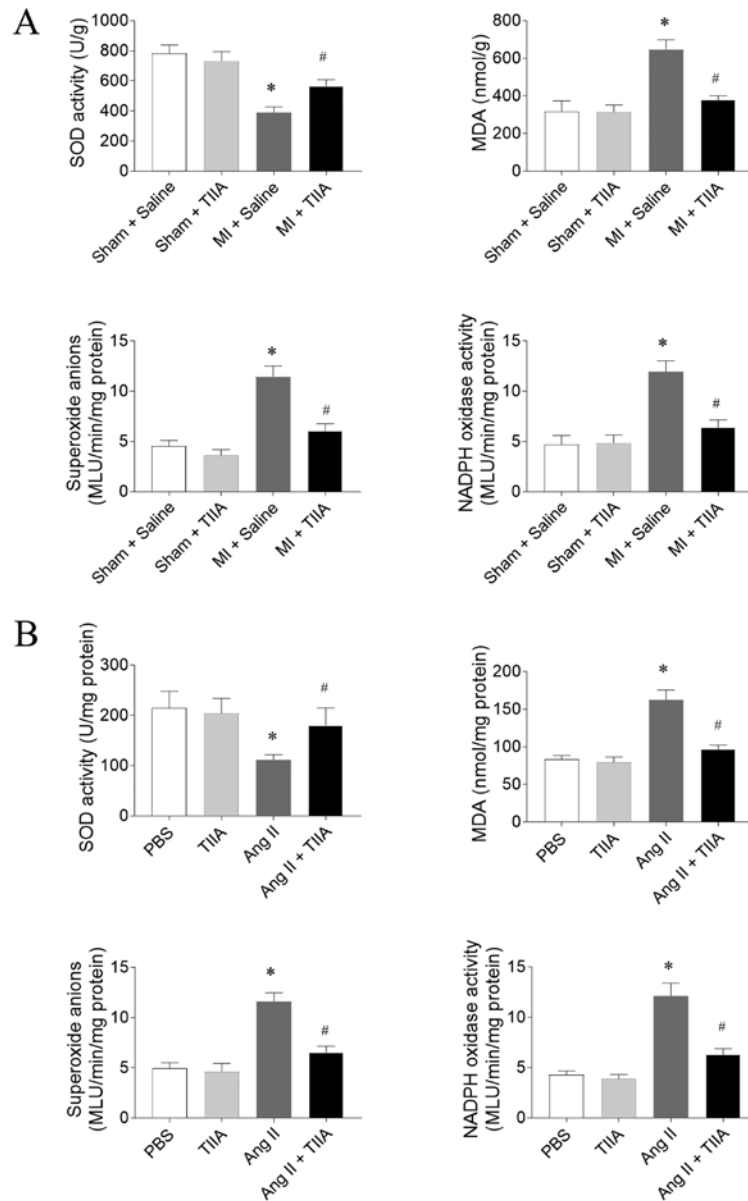 A
SOD activity (U/g)
1000
800
600
400
200
0
*
#
Sham + Saline
Sham + TIIA
MI + Saline
MI + TIIA
MDA (nmol/g)
800
600
400
200
0
*
#
Sham + Saline
Sham + TIIA
MI + Saline
MI + TIIA
Superoxide anions
(MLU/min/mg protein)
15
10
5
0
*
#
Sham + Saline
Sham + TIIA
MI + Saline
MI + TIIA
NADPH oxidase activity
(MLU/min/mg protein)
15
10
5
0
*
#
Sham + Saline
Sham + TIIA
MI + Saline
MI + TIIA
B
SOD activity (U/mg protein)
300
200
100
0
*
#
PBS
TIIA
Ang II
Ang II + TIIA
MDA (nmol/mg protein)
200
150
100
50
0
*
#
PBS
TIIA
Ang II
Ang II + TIIA
Superoxide anions
(MLU/min/mg protein)
15
10
5
0
*
#
PBS
TIIA
Ang II
Ang II + TIIA
NADPH oxidase activity
(MLU/min/mg protein)
15
10
5
0
*
#
PBS
TIIA
Ang II
Ang II + TIIA